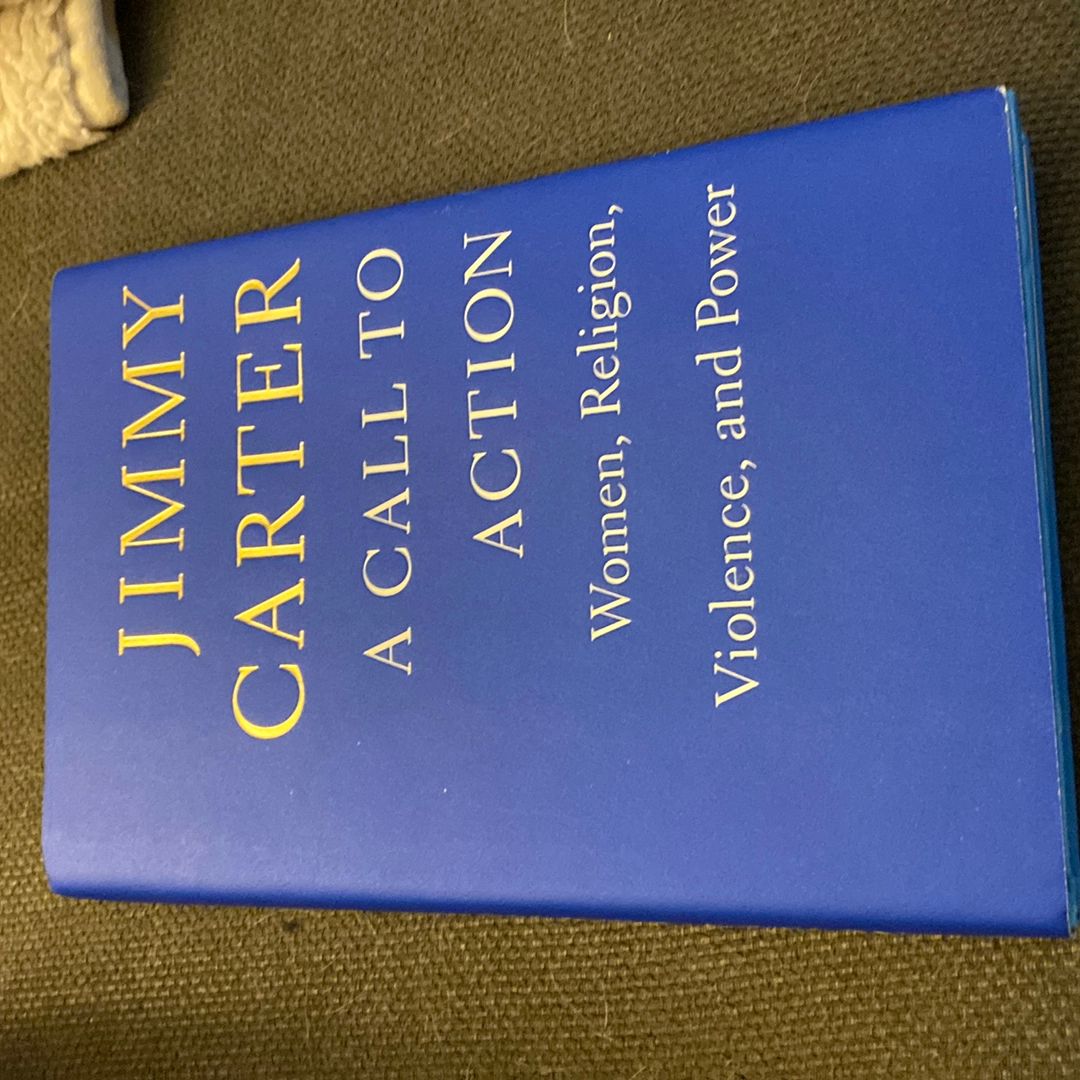 JIMMY
CARTER
A CALL TO
ACTION
Women, Religion,
Violence, and Power